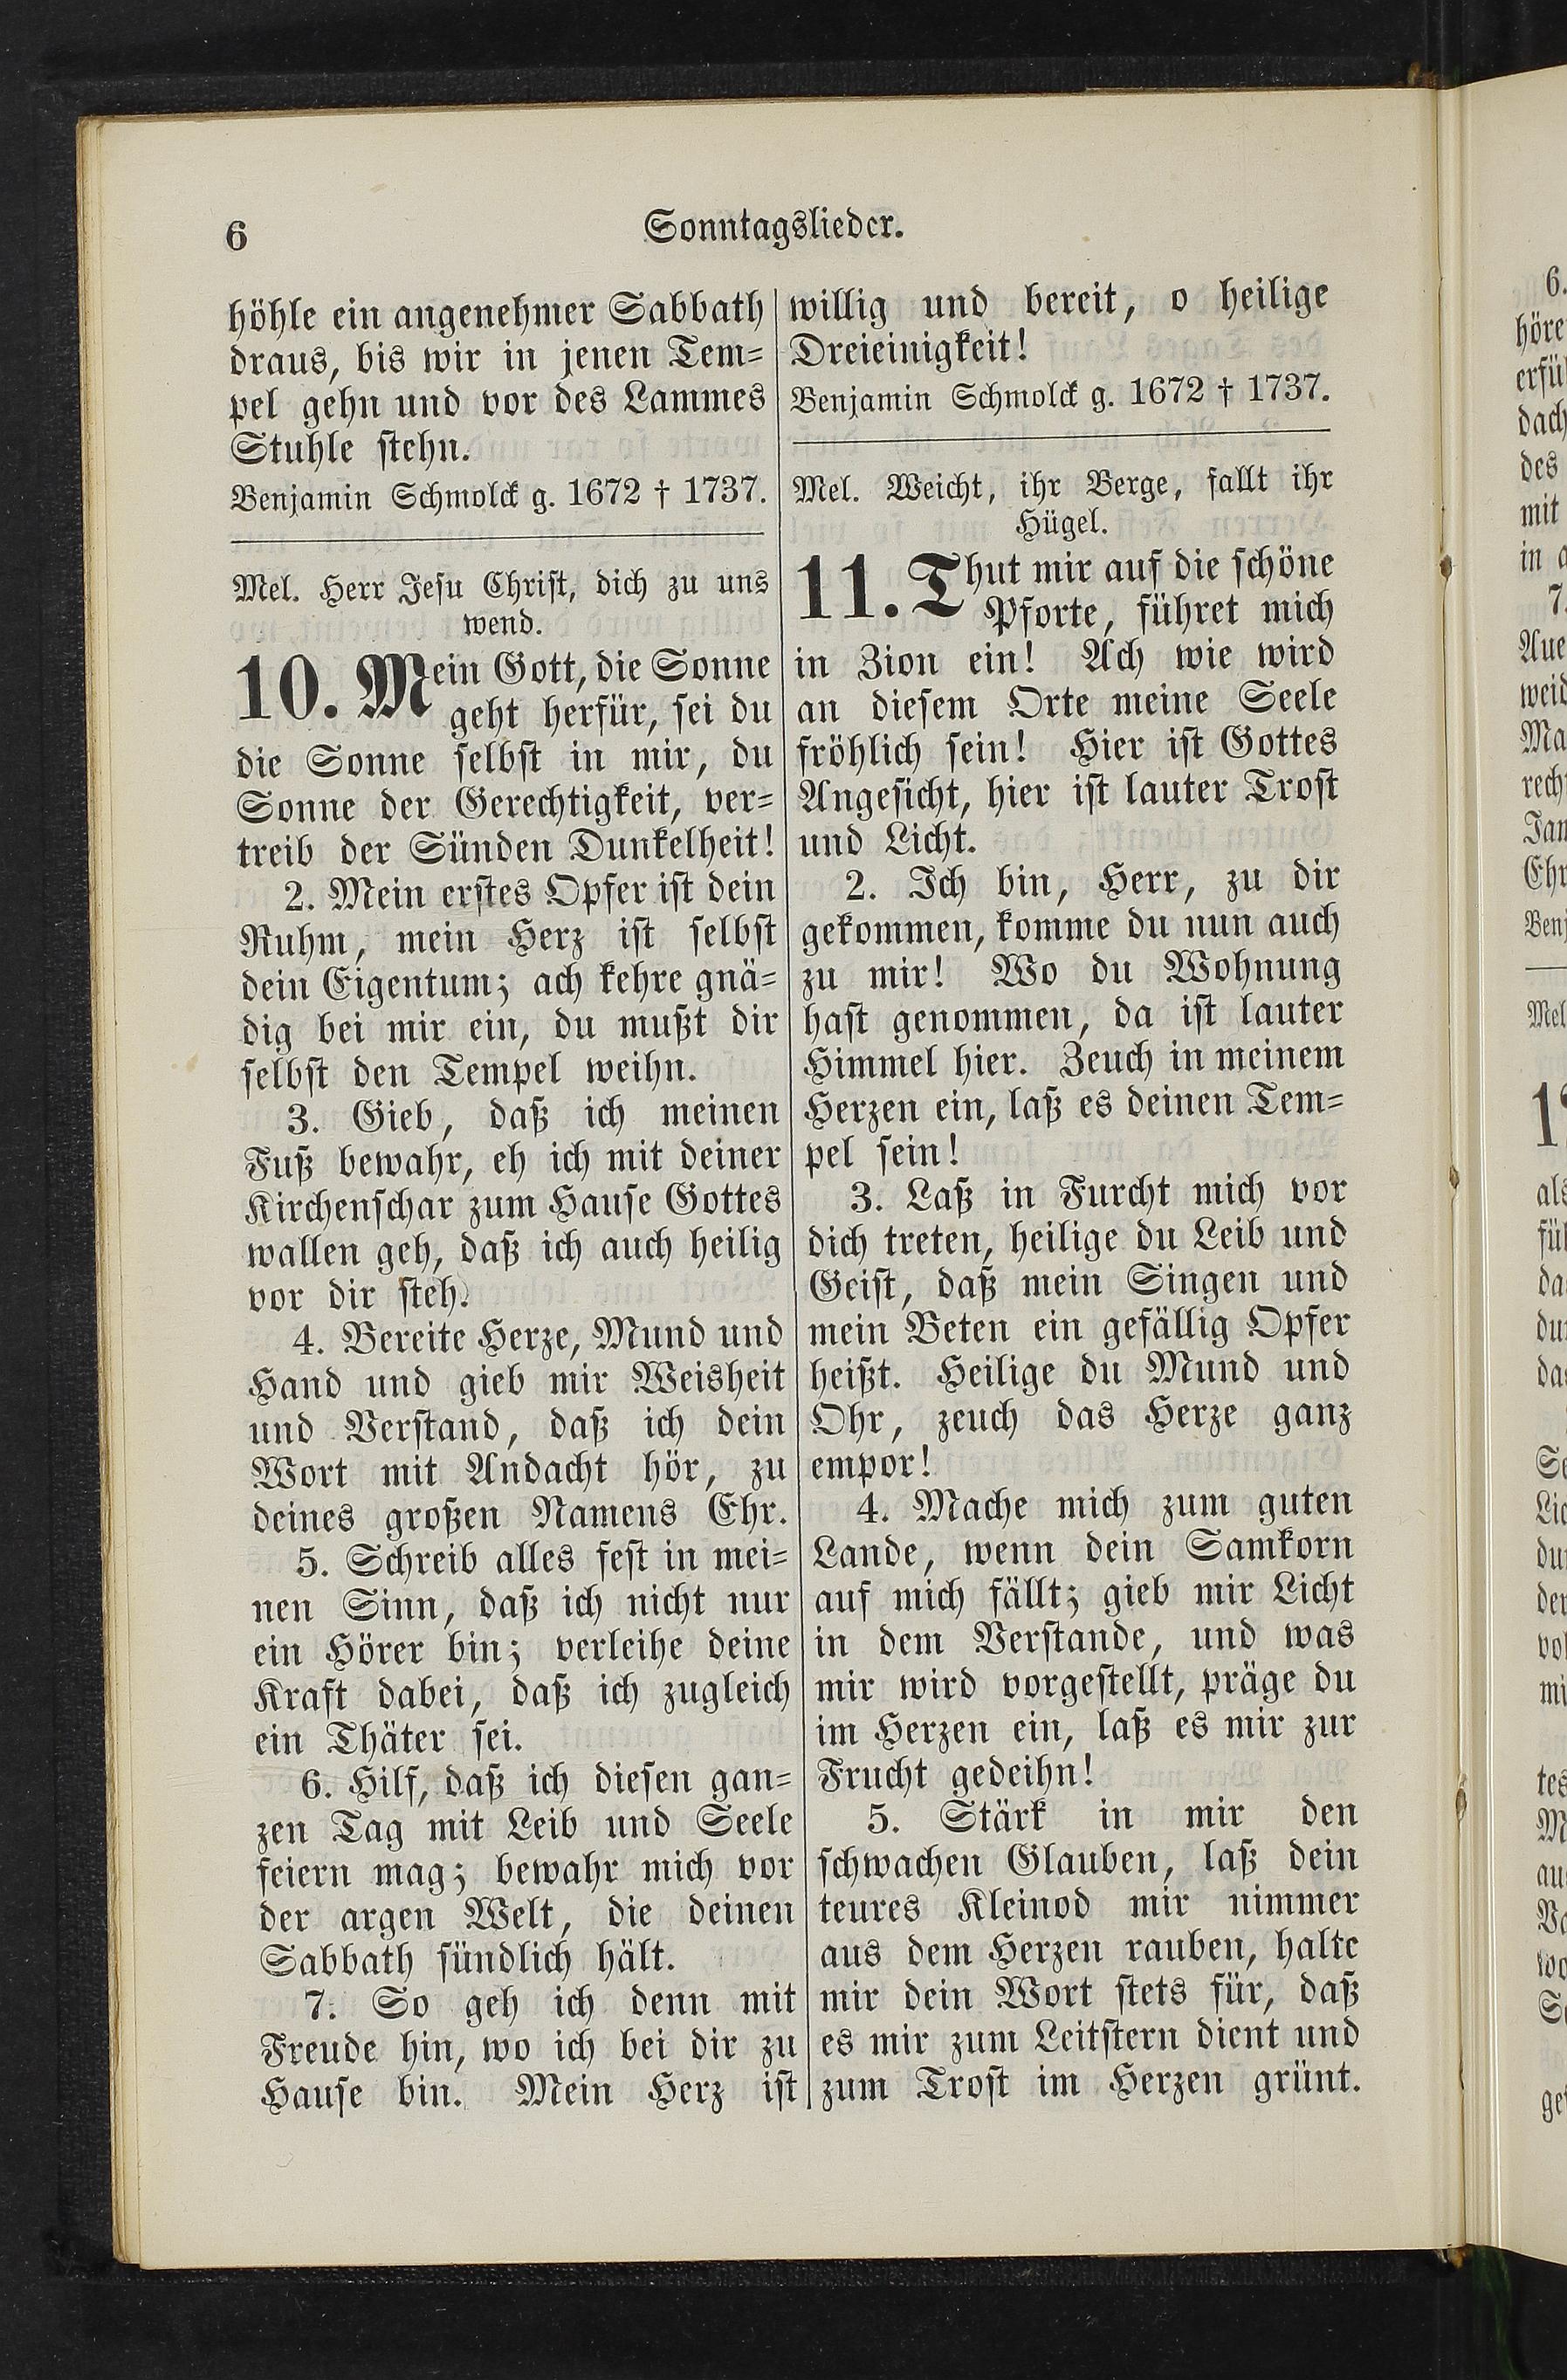 6
Sonntagslieder.
höhle ein angenehmer Sabbath
draus, bis wir in jenen Tem-
pel gehn und vor des Lammes
Stuhle stehn.
Benjamin Schmolck g. 1672 † 1737.
Mel. Herr Jesu Christ, dich zu uns
wend.
10. Mein Gott, die Sonne
geht herfür, sei du
die Sonne selbst in mir, du
Sonne der Gerechtigkeit, ver-
treib der Sünden Dunkelheit!
2. Mein erstes Opfer ist dein
Ruhm, mein Herz ist selbst
dein Eigentum; ach kehre gnä-
dig bei mir ein, du mußt dir
selbst den Tempel weihn.
3. Gieb, daß ich meinen
Fuß bewahr, eh ich mit deiner
Kirchenschar zum Hause Gottes
wallen geh, daß ich auch heilig
vor dir steh.
4. Bereite Herze, Mund und
Hand und gieb mir Weisheit
und Verstand, daß ich dein
Wort mit Andacht hör, zu
deines großen Namens Ehr.
5. Schreib alles fest in mei-
nen Sinn, daß ich nicht nur
ein Hörer bin; verleihe deine
Kraft dabei, daß ich zugleich
ein Thäter sei.
6. Hilf, daß ich diesen gan-
zen Tag mit Leib und Seele
feiern mag; bewahr mich vor
der argen Welt, die deinen
Sabbath sündlich hält.
7. So geh ich denn mit
Freude hin, wo ich bei dir zu
Hause bin. Mein Herz ist
willig und bereit, o heilige
Dreieinigkeit!
Benjamin Schmolck g. 1672 † 1737.
Mel. Weicht, ihr Berge, fallt ihr
Hügel.
11. Thut mir auf die schöne
Pforte, führet mich
in Zion ein! Ach wie wird
an diesem Orte meine Seele
fröhlich sein! Hier ist Gottes
Angesicht, hier ist lauter Trost
und Licht.
2. Ich bin, Herr, zu dir
gekommen, komme du nun auch
zu mir! Wo du Wohnung
hast genommen, da ist lauter
Himmel hier. Zeuch in meinem
Herzen ein, laß es deinen Tem-
pel sein!
3. Laß in Furcht mich vor
dich treten, heilige du Leib und
Geist, daß mein Singen und
mein Beten ein gefällig Opfer
heißt. Heilige du Mund und
Ohr, zeuch das Herze ganz
empor!
4. Mache mich zum guten
Lande, wenn dein Samkorn
auf mich fällt; gieb mir Licht
in dem Verstande, und was
mir wird vorgestellt, präge du
im Herzen ein, laß es mir zur
Frucht gedeihn!
5. Stärk in mir den
schwachen Glauben, laß dein
teures Kleinod mir nimmer
aus dem Herzen rauben, halte
mir dein Wort stets für, daß
es mir zum Leitstern dient und
zum Trost im Herzen grünt.